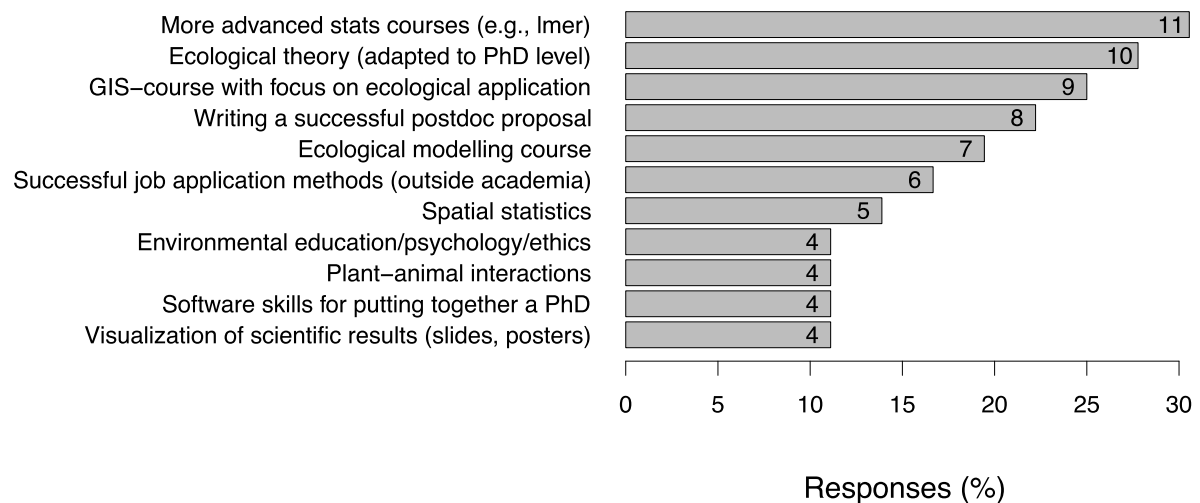 More advanced stats courses (e.g., lmer) 11
Ecological theory (adapted to PhD level) 10
GIS−course with focus on ecological application 9
Writing a successful postdoc proposal 8
Ecological modelling course 7
Successful job application methods (outside academia) 6
Spatial statistics 5
Environmental education/psychology/ethics 4
Plant−animal interactions 4
Software skills for putting together a PhD 4
Visualization of scientific results (slides, posters) 4
0 5 10 15 20 25 30
Responses (%)